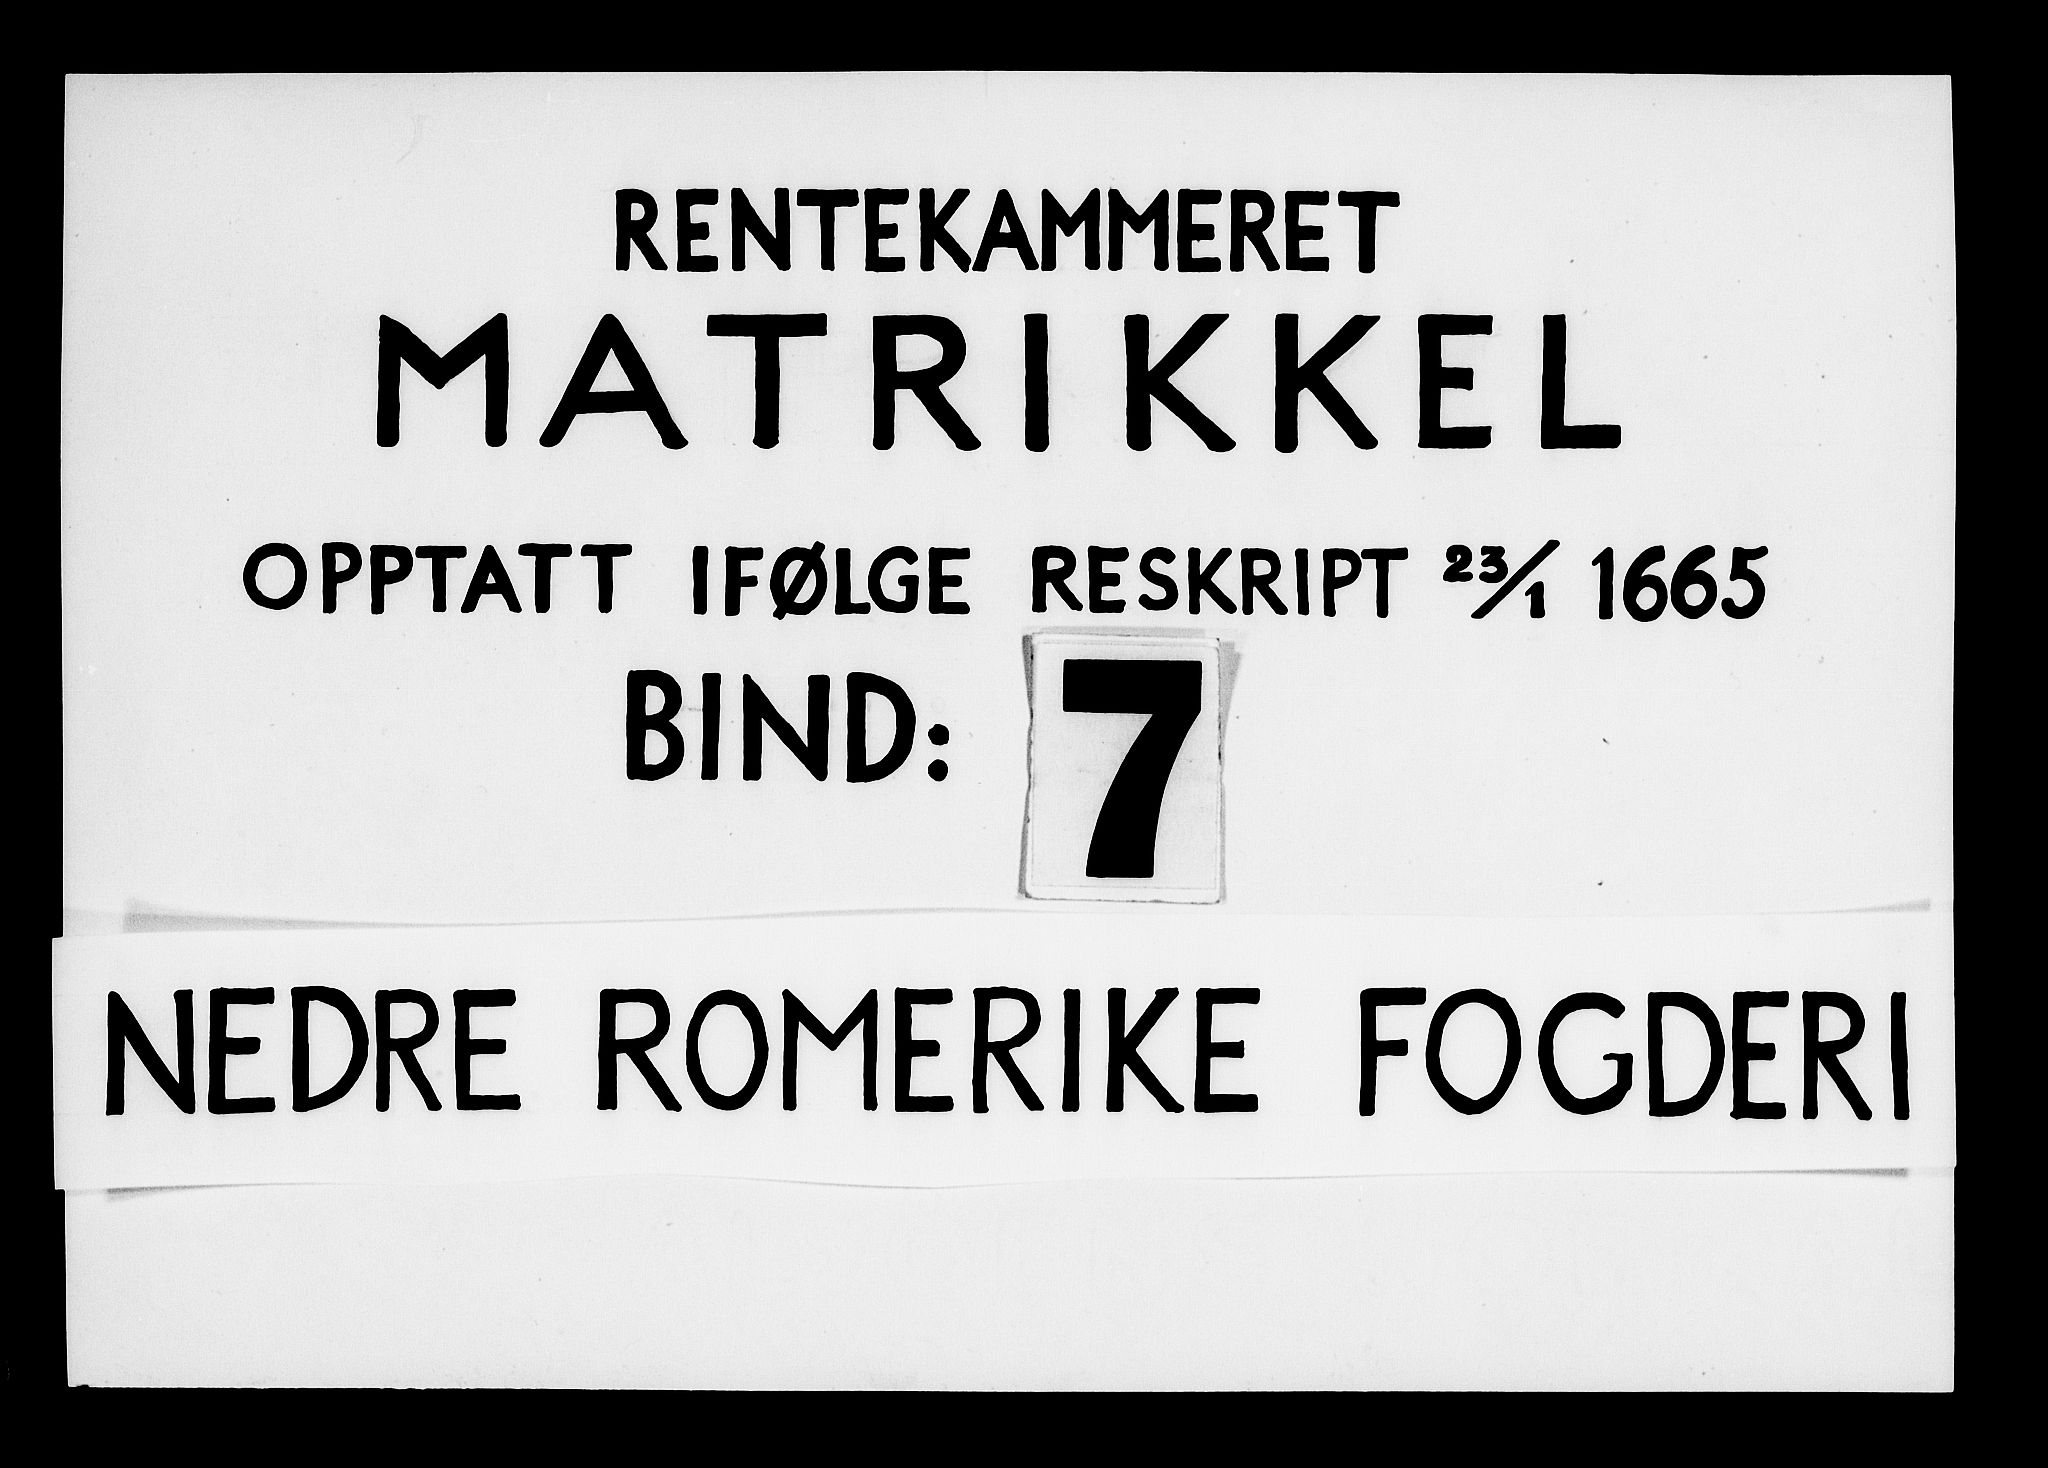 RENTEKAMMERET
MATRIKKEL
OPPTATT IFØLGE RESKRIPT 23/1 1665
BIND: 7
NEDRE ROMERIKE FOGDERI